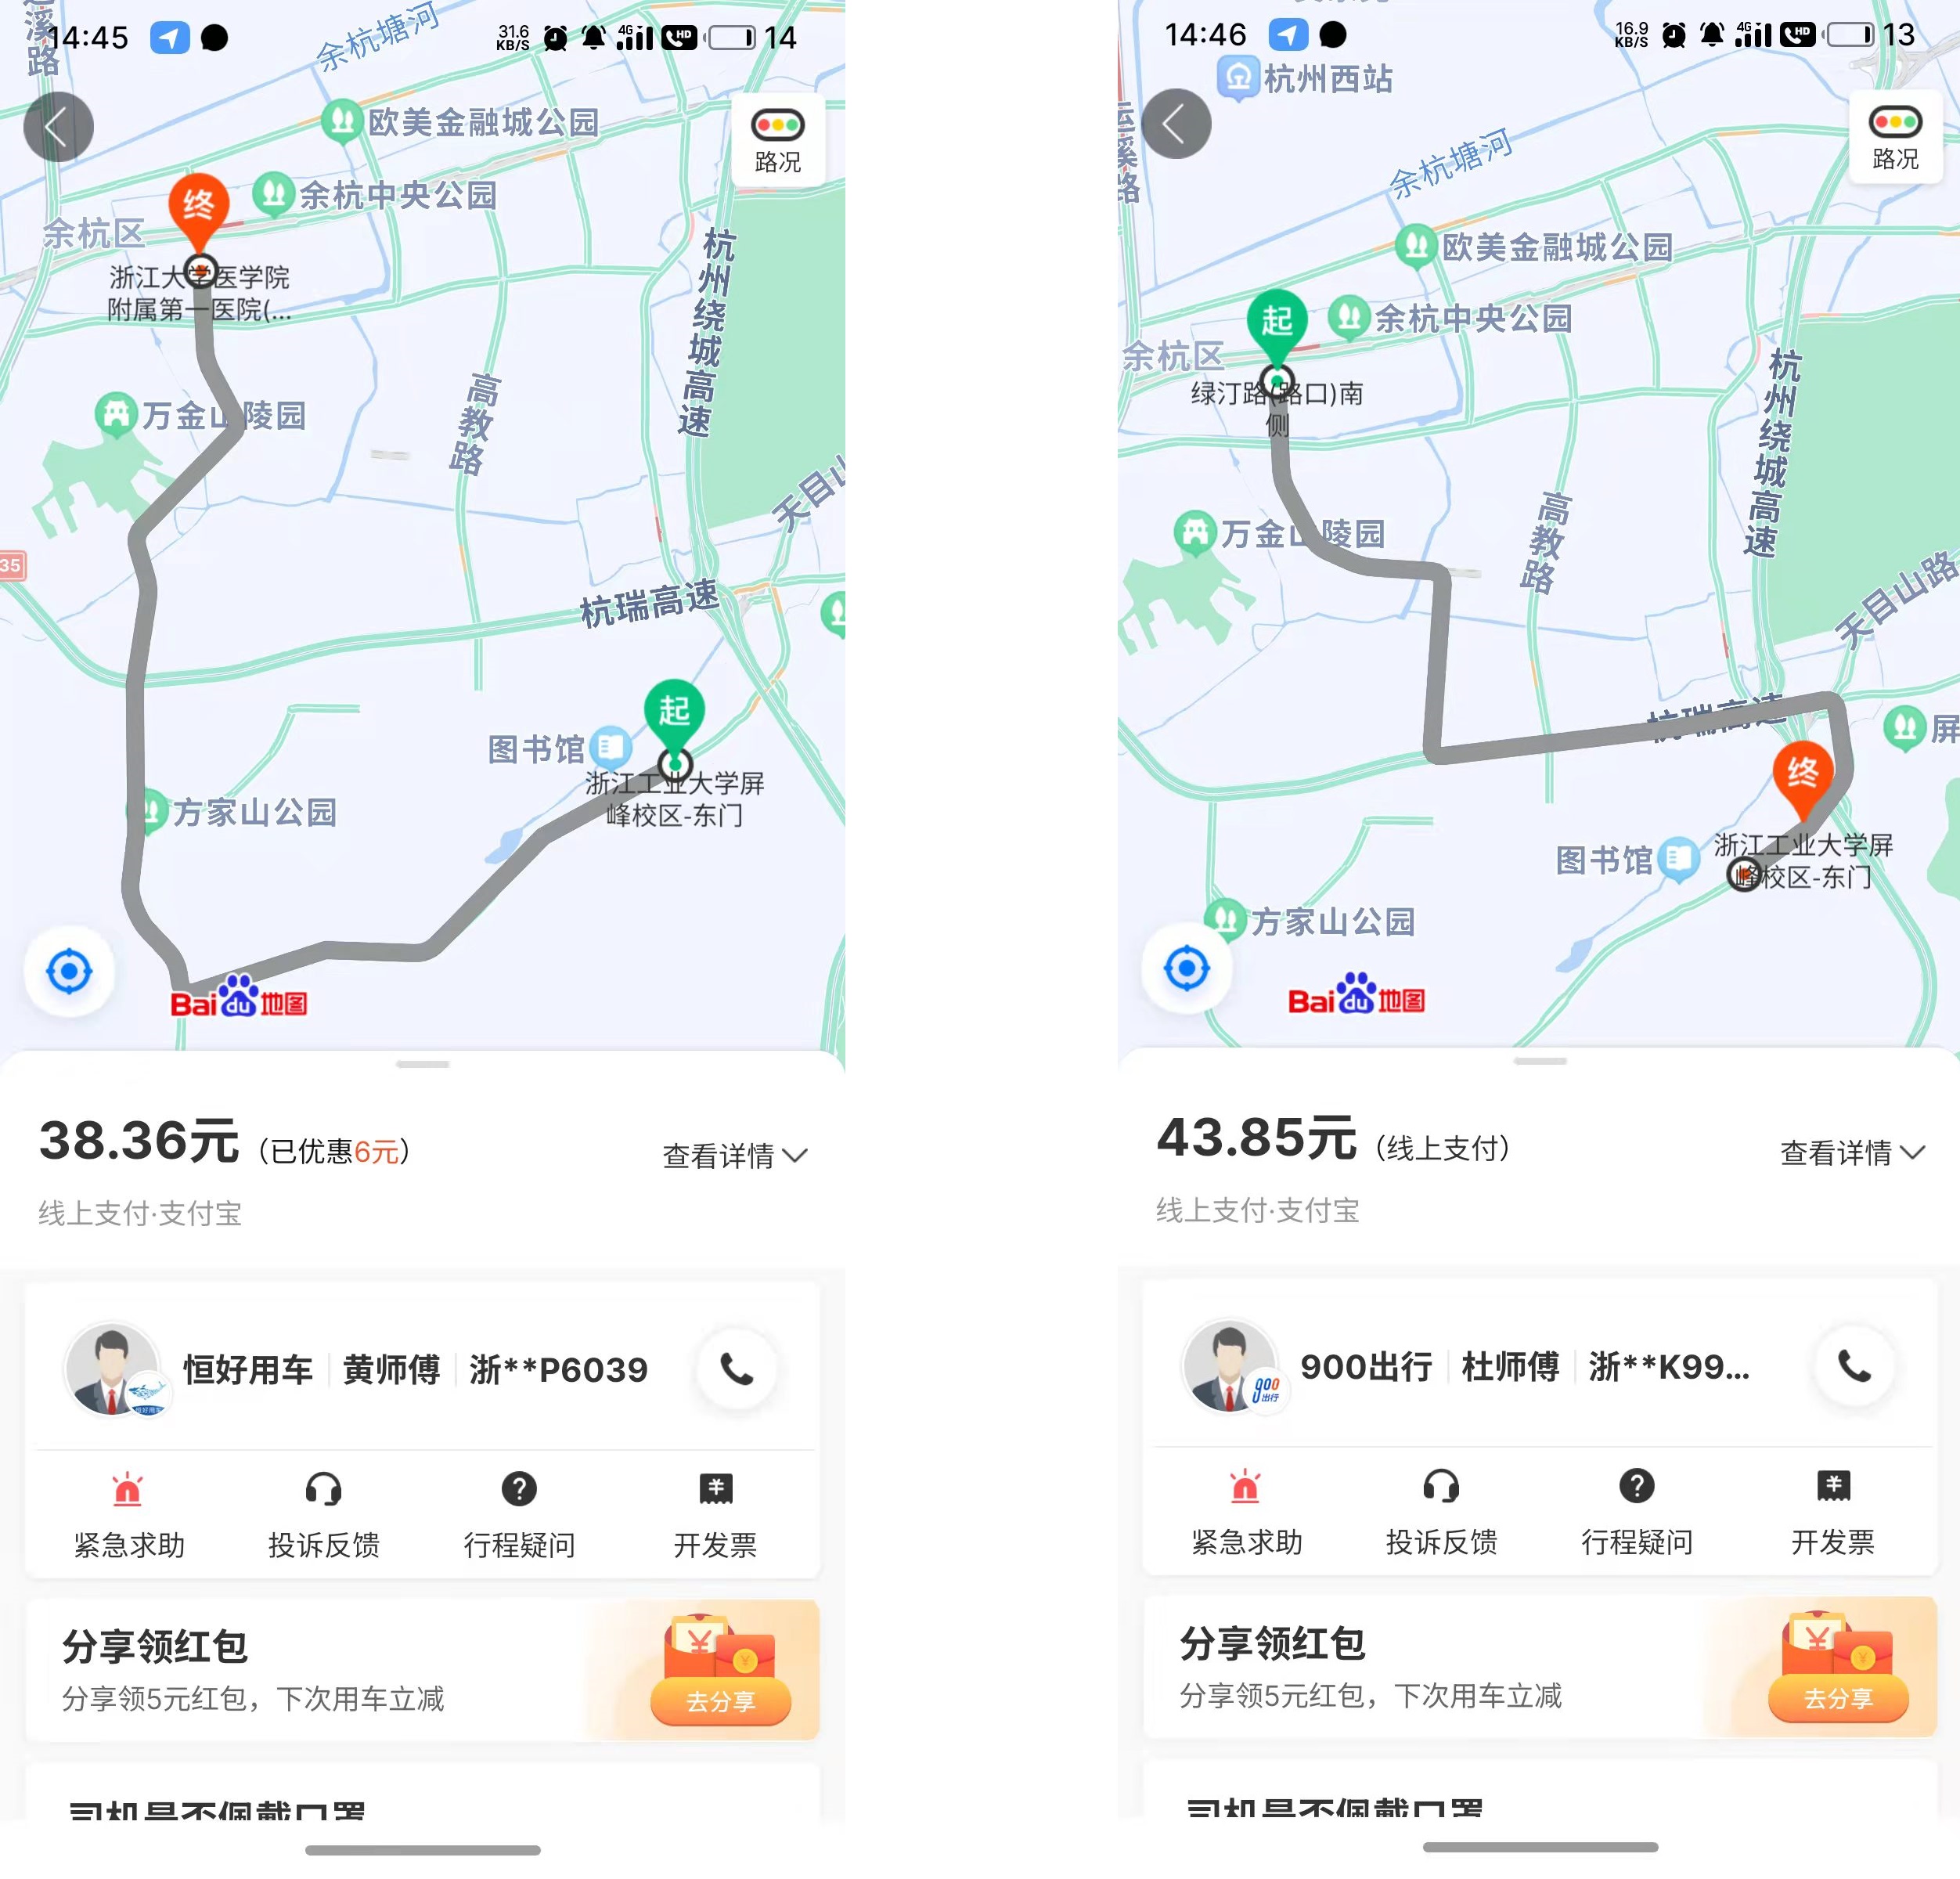 14:45
31.6
KB/S
4G
HD
14
溪
路
余杭塘河
欧美金融城公园
路况
终
余杭中央公园
余杭区
浙江大学医学院
附属第一医院(...
杭州绕城高速
万金山陵园
高教路
35
杭瑞高速
起
图书馆
浙江工业大学屏
峰校区-东门
方家山公园
Bai du 地图
38.36元
（已优惠6元）
查看详情
线上支付·支付宝
恒好用车
黄师傅
浙**P6039
紧急求助
投诉反馈
行程疑问
开发票
分享领红包
分享领5元红包，下次用车立减
去分享
司机是否佩戴口罩
14:46
16.9
KB/S
4G
HD
13
杭州西站
路况
余杭塘河
欧美金融城公园
起
余杭中央公园
余杭区
绿汀路(路口)南
侧
杭州绕城高速
万金山陵园
高教路
天目山路
杭瑞高速
屏
终
浙江工业大学屏
峰校区-东门
图书馆
方家山公园
Bai du 地图
43.85元
（线上支付）
查看详情
线上支付·支付宝
900出行
杜师傅
浙**K99...
900
出行
紧急求助
投诉反馈
行程疑问
开发票
分享领红包
分享领5元红包，下次用车立减
去分享
司机是否佩戴口罩